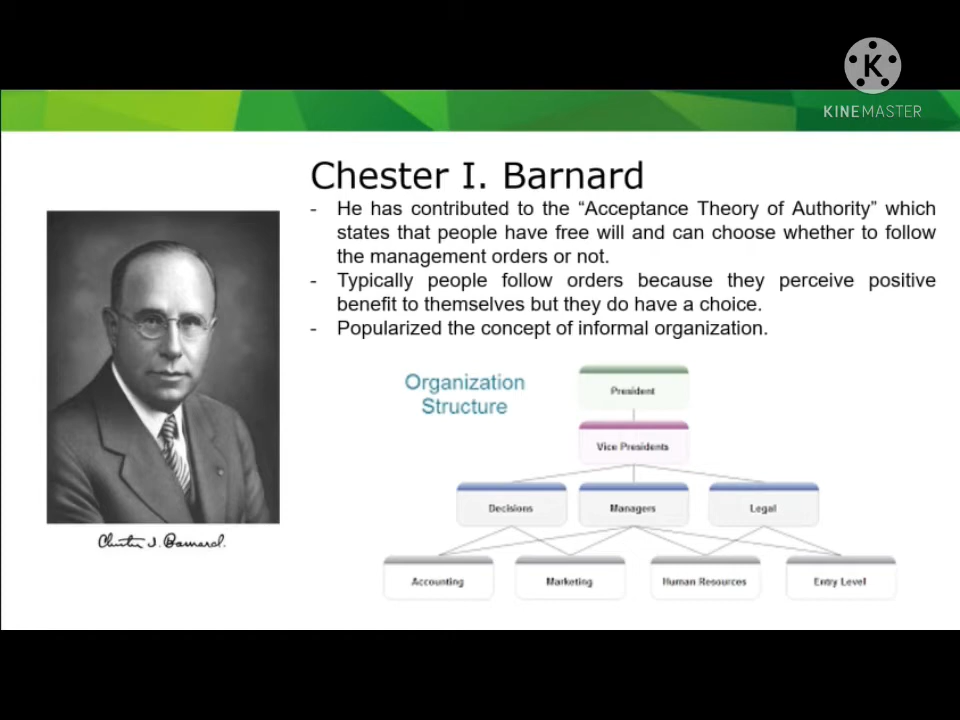 KINEMASTER
Chester I. Barnard
- He has contributed to the “Acceptance Theory of Authority” which
states that people have free will and can choose whether to follow
the management orders or not.
- Typically people follow orders because they perceive positive
benefit to themselves but they do have a choice.
- Popularized the concept of informal organization.
Chester I. Barnard.
Organization
Structure
President
Vice Presidents
Decisions
Managers
Legal
Accounting
Marketing
Human Resources
Entry Level